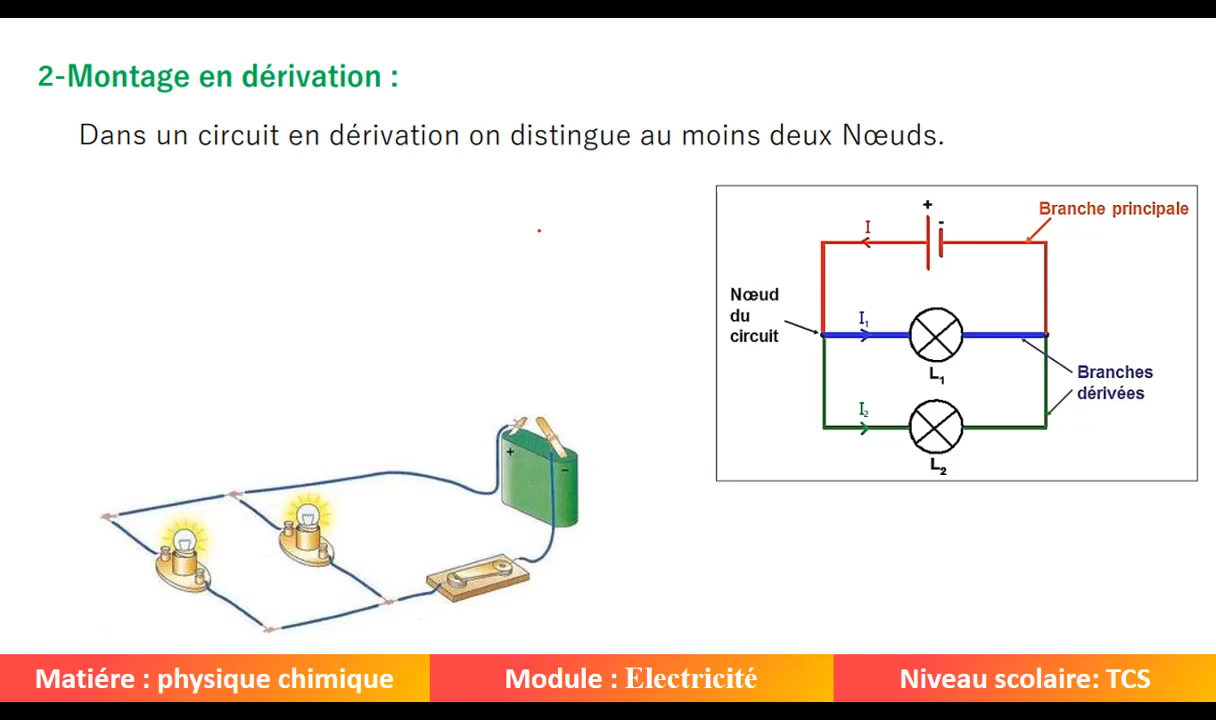 2-Montage en dérivation :
Dans un circuit en dérivation on distingue au moins deux Nœuds.
+
-
I
Branche principale
Nœud
du
circuit
I₁
L₁
Branches
dérivées
I₂
L₂
+
-
Matiére : physique chimique
Module : Electricité
Niveau scolaire: TCS